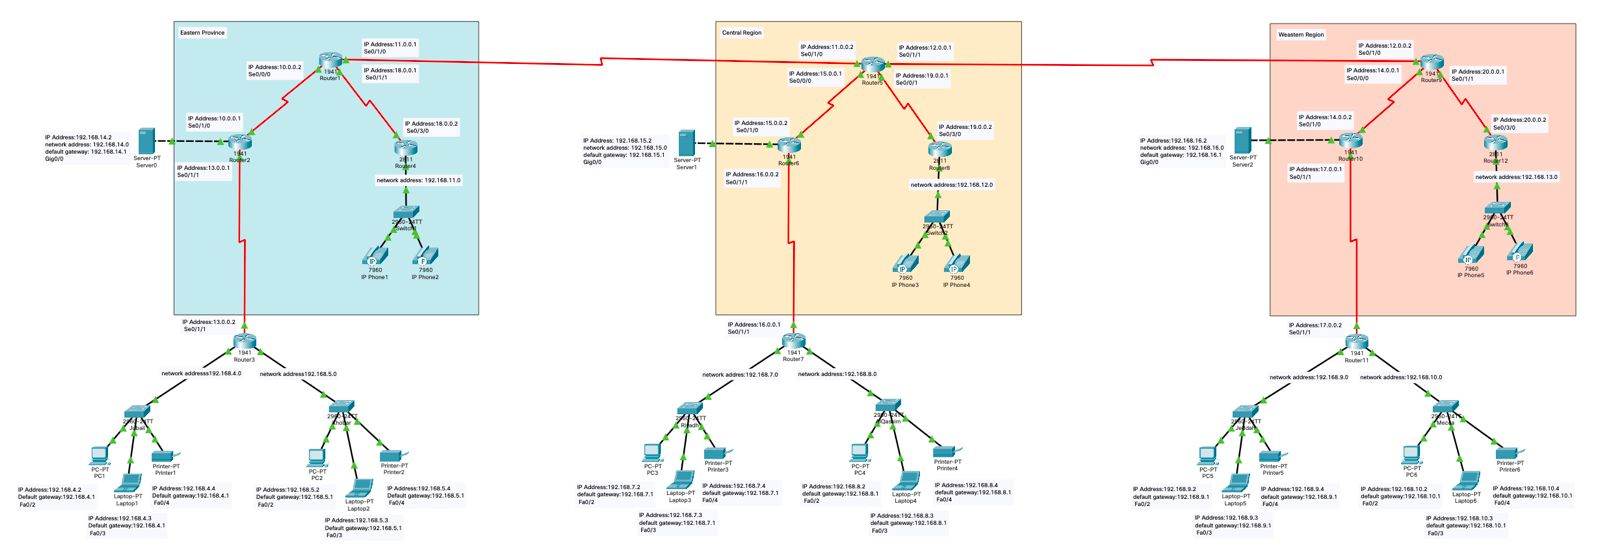 Eastern Province
IP Address:11.0.0.1
Se0/1/0
IP Address:10.0.0.2
Se0/0/0
IP Address:18.0.0.1
Se0/1/1
1941
Router1
IP Address:10.0.0.1
Se0/1/0
IP Address:18.0.0.2
Se0/3/0
IP Address:192.168.14.2
network address: 192.168.14.0
default gateway: 192.168.14.1
Gig0/0
Server-PT
Server0
1941
Router2
IP Address:13.0.0.1
Se0/1/1
2811
Router4
network address: 192.168.11.0
2960-24TT
7960
IP Phone1
7960
IP Phone2
IP Address:13.0.0.2
Se0/1/1
1941
Router3
network addresss192.168.4.0
network address:192.168.5.0
2960-24TT
Jubail
2960-24TT
Khobar
PC-PT
PC1
Printer-PT
Printer1
Laptop-PT
Laptop1
IP Address:192.168.4.2
Default gateway:192.168.4.1
Fa0/2
IP Address:192.168.4.4
Default gateway:192.168.4.1
Fa0/4
IP Address:192.168.4.3
Default gateway:192.168.4.1
Fa0/3
PC-PT
PC2
Printer-PT
Printer2
Laptop-PT
Laptop2
IP Address:192.168.5.2
Default gateway:192.168.5.1
Fa0/2
IP Address:192.168.5.4
Default gateway:192.168.5.1
Fa0/4
IP Address:192.168.5.3
Default gateway:192.168.5.1
Fa0/3
Central Region
IP Address:11.0.0.2
Se0/1/0
IP Address:12.0.0.1
Se0/1/1
IP Address:15.0.0.1
Se0/0/0
IP Address:19.0.0.1
Se0/0/1
1941
Router5
IP Address:15.0.0.2
Se0/1/0
IP Address:19.0.0.2
Se0/3/0
IP Address: 192.168.15.2
network address: 192.168.15.0
default gateway: 192.168.15.1
Gig0/0
Server-PT
Server1
1941
Router6
IP Address:16.0.0.2
Se0/1/1
2811
Router8
network address:192.168.12.0
2960-24TT
7960
IP Phone3
7960
IP Phone4
IP Address:16.0.0.1
Se0/1/1
1941
Router7
network address:192.168.7.0
network address:192.168.8.0
2960-24TT
Riyadh
2960-24TT
PC-PT
PC3
Printer-PT
Printer3
Laptop-PT
Laptop3
IP Address:192.168.7.2
default gateway:192.168.7.1
Fa0/2
IP Address:192.168.7.4
default gateway:192.168.7.1
Fa0/4
IP Address:192.168.7.3
default gateway:192.168.7.1
Fa0/3
PC-PT
PC4
Printer-PT
Printer4
Laptop-PT
Laptop4
IP Address:192.168.8.2
default gateway:192.168.8.1
Fa0/2
IP Address:192.168.8.4
default gateway:192.168.8.1
Fa0/4
IP Address:192.168.8.3
default gateway:192.168.8.1
Fa0/3
Weastern Region
IP Address:12.0.0.2
Se0/1/0
IP Address:14.0.0.1
Se0/0/0
IP Address:20.0.0.1
Se0/1/1
1941
Router9
IP Address:14.0.0.2
Se0/1/0
IP Address:20.0.0.2
Se0/3/0
IP Address: 192.168.16.2
network address: 192.168.16.0
default gateway: 192.168.16.1
Gig0/0
Server-PT
Server2
1941
Router10
IP Address:17.0.0.1
Se0/1/1
2811
Router12
network address:192.168.13.0
2960-24TT
7960
IP Phone5
7960
IP Phone6
IP Address:17.0.0.2
Se0/1/1
1941
Router11
network address:192.168.9.0
network address:192.168.10.0
2960-24TT
Jeddah
2960-24TT
Mecca
PC-PT
PC5
Printer-PT
Printer5
Laptop-PT
Laptop5
IP Address:192.168.9.2
default gateway:192.168.9.1
Fa0/2
IP Address:192.168.9.4
default gateway:192.168.9.1
Fa0/4
IP Address:192.168.9.3
default gateway:192.168.9.1
Fa0/3
PC-PT
PC6
Printer-PT
Printer6
Laptop-PT
Laptop6
IP Address:192.168.10.2
default gateway:192.168.10.1
Fa0/2
IP Address:192.168.10.4
default gateway:192.168.10.1
Fa0/4
IP Address:192.168.10.3
default gateway:192.168.10.1
Fa0/3